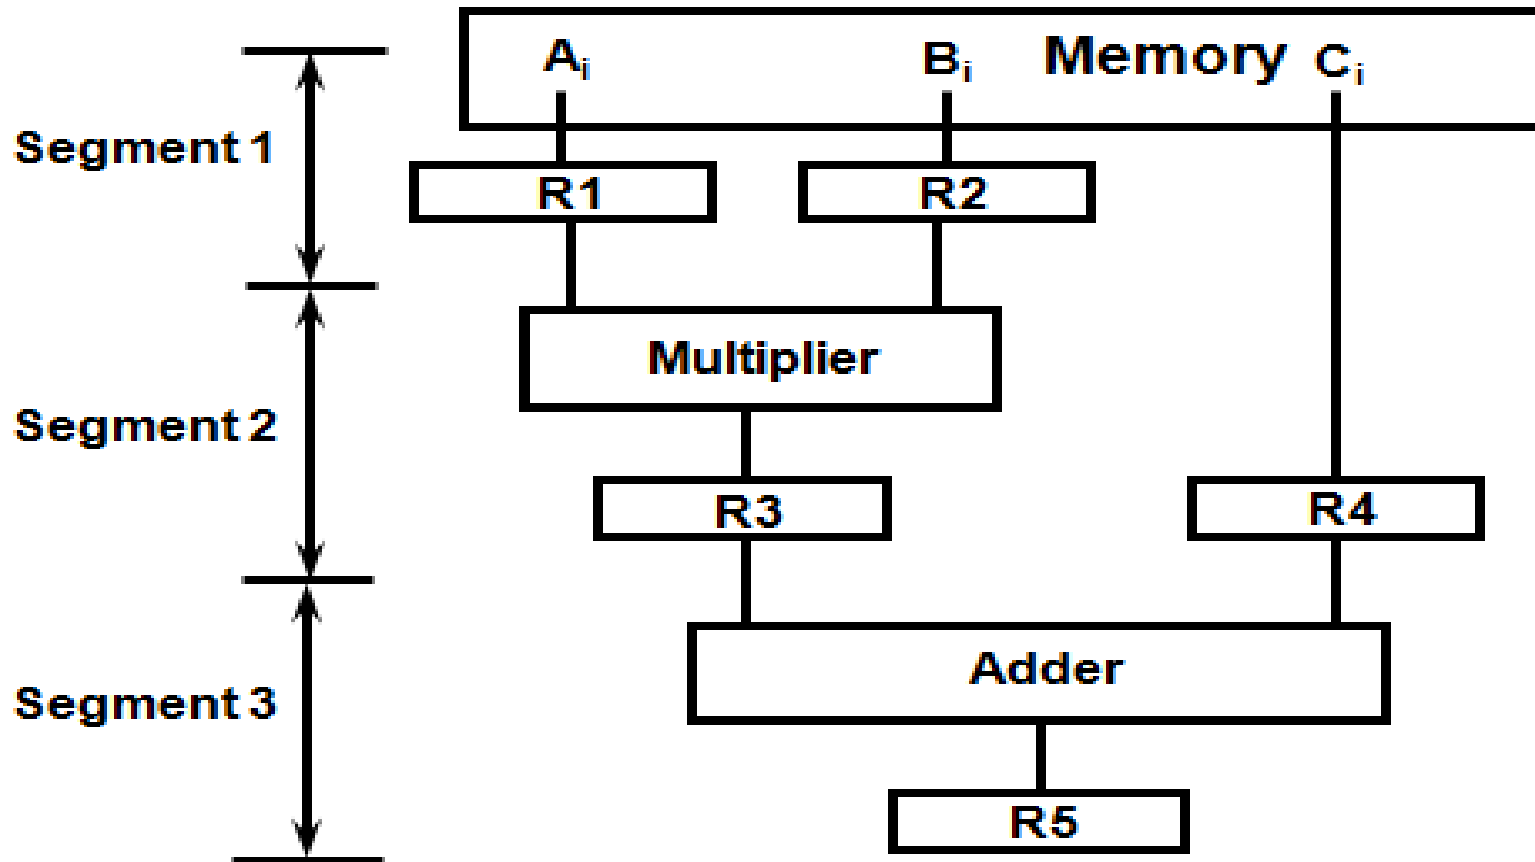 Aᵢ Bᵢ Memory Cᵢ
Segment 1
R1 R2
Multiplier
Segment 2
R3 R4
Adder
Segment 3
R5